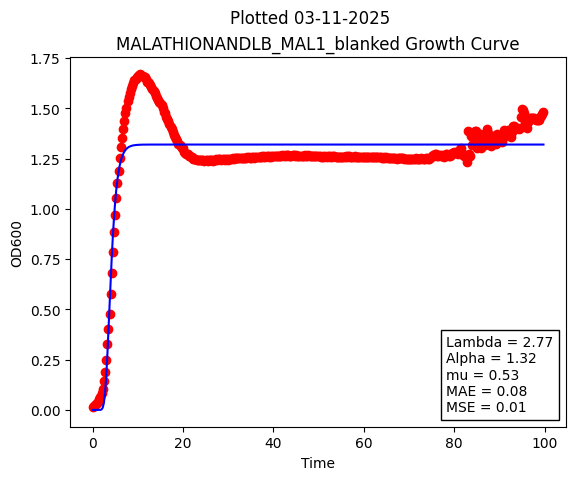 Plotted 03-11-2025
MALATHIONANDLB_MAL1_blanked Growth Curve
1.75
1.50
1.25
1.00
0.75
0.50
0.25
0.00
OD600
Lambda = 2.77
Alpha = 1.32
mu = 0.53
MAE = 0.08
MSE = 0.01
0 20 40 60 80 100
Time